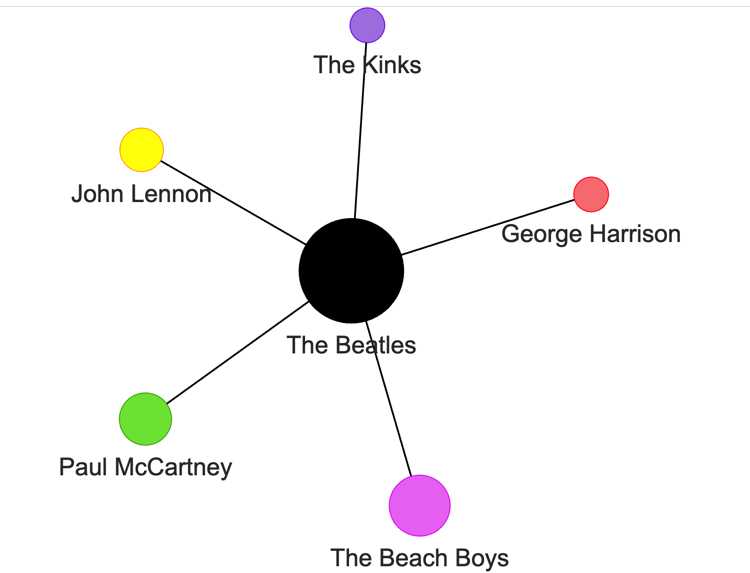 The Kinks
John Lennon
George Harrison
The Beatles
Paul McCartney
The Beach Boys